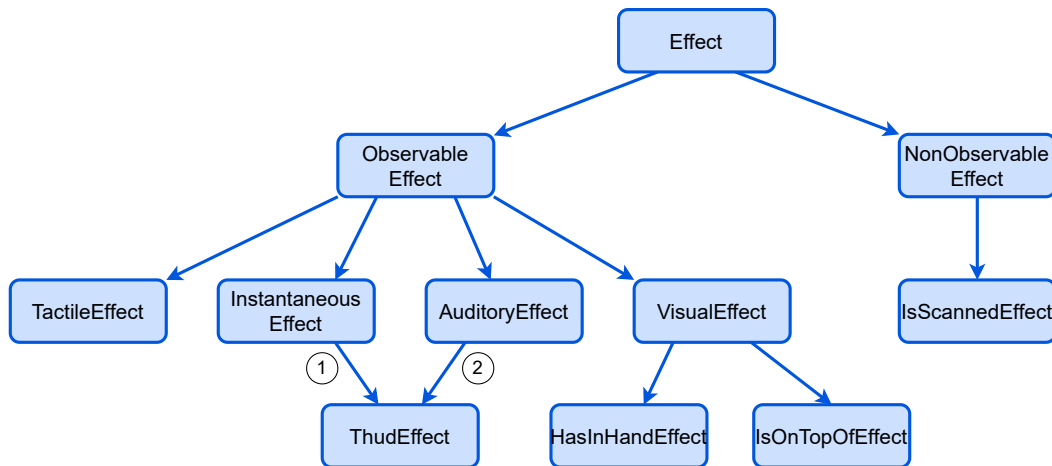 Effect
Observable
Effect
NonObservable
Effect
TactileEffect
Instantaneous
Effect
AuditoryEffect
VisualEffect
IsScannedEffect
1
2
ThudEffect
HasInHandEffect
IsOnTopOfEffect